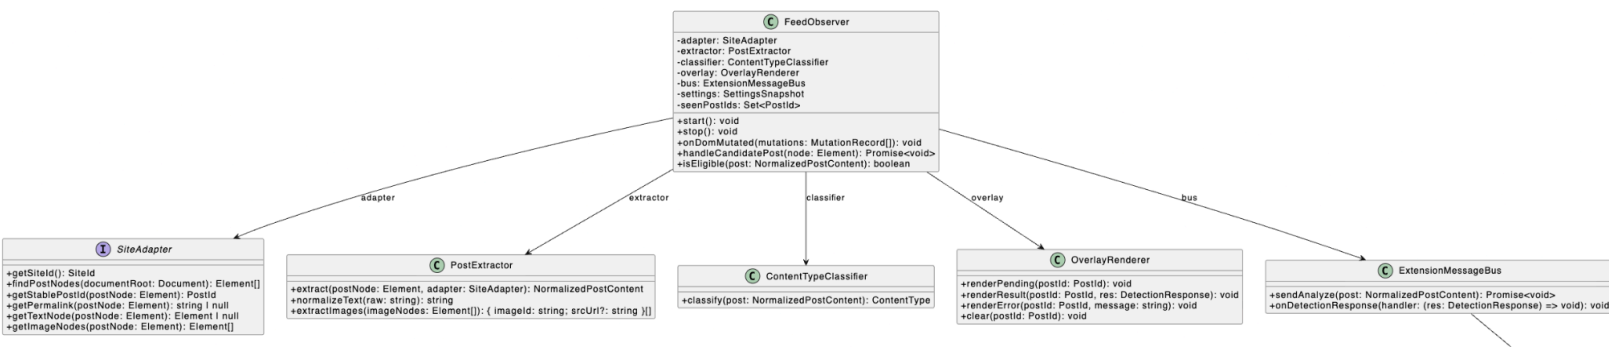 C FeedObserver
-adapter: SiteAdapter
-extractor: PostExtractor
-classifier: ContentTypeClassifier
-overlay: OverlayRenderer
-bus: ExtensionMessageBus
-settings: SettingsSnapshot
-seenPostIds: Set<PostId>
+start(): void
+stop(): void
+onDomMutated(mutations: MutationRecord[]): void
+handleCandidatePost(node: Element): Promise<void>
+isEligible(post: NormalizedPostContent): boolean
adapter
extractor
classifier
overlay
bus
I SiteAdapter
+getSiteId(): SiteId
+findPostNodes(documentRoot: Document): Element[]
+getStablePostId(postNode: Element): PostId
+getPermalink(postNode: Element): string | null
+getTextNode(postNode: Element): Element | null
+getImageNodes(postNode: Element): Element[]
C PostExtractor
+extract(postNode: Element, adapter: SiteAdapter): NormalizedPostContent
+normalizeText(raw: string): string
+extractImages(imageNodes: Element[]): { imageId: string; srcUrl?: string }[]
C ContentTypeClassifier
+classify(post: NormalizedPostContent): ContentType
C OverlayRenderer
+renderPending(postId: PostId): void
+renderResult(postId: PostId, res: DetectionResponse): void
+renderError(postId: PostId, message: string): void
+clear(postId: PostId): void
C ExtensionMessageBus
+sendAnalyze(post: NormalizedPostContent): Promise<void>
+onDetectionResponse(handler: (res: DetectionResponse) => void): void